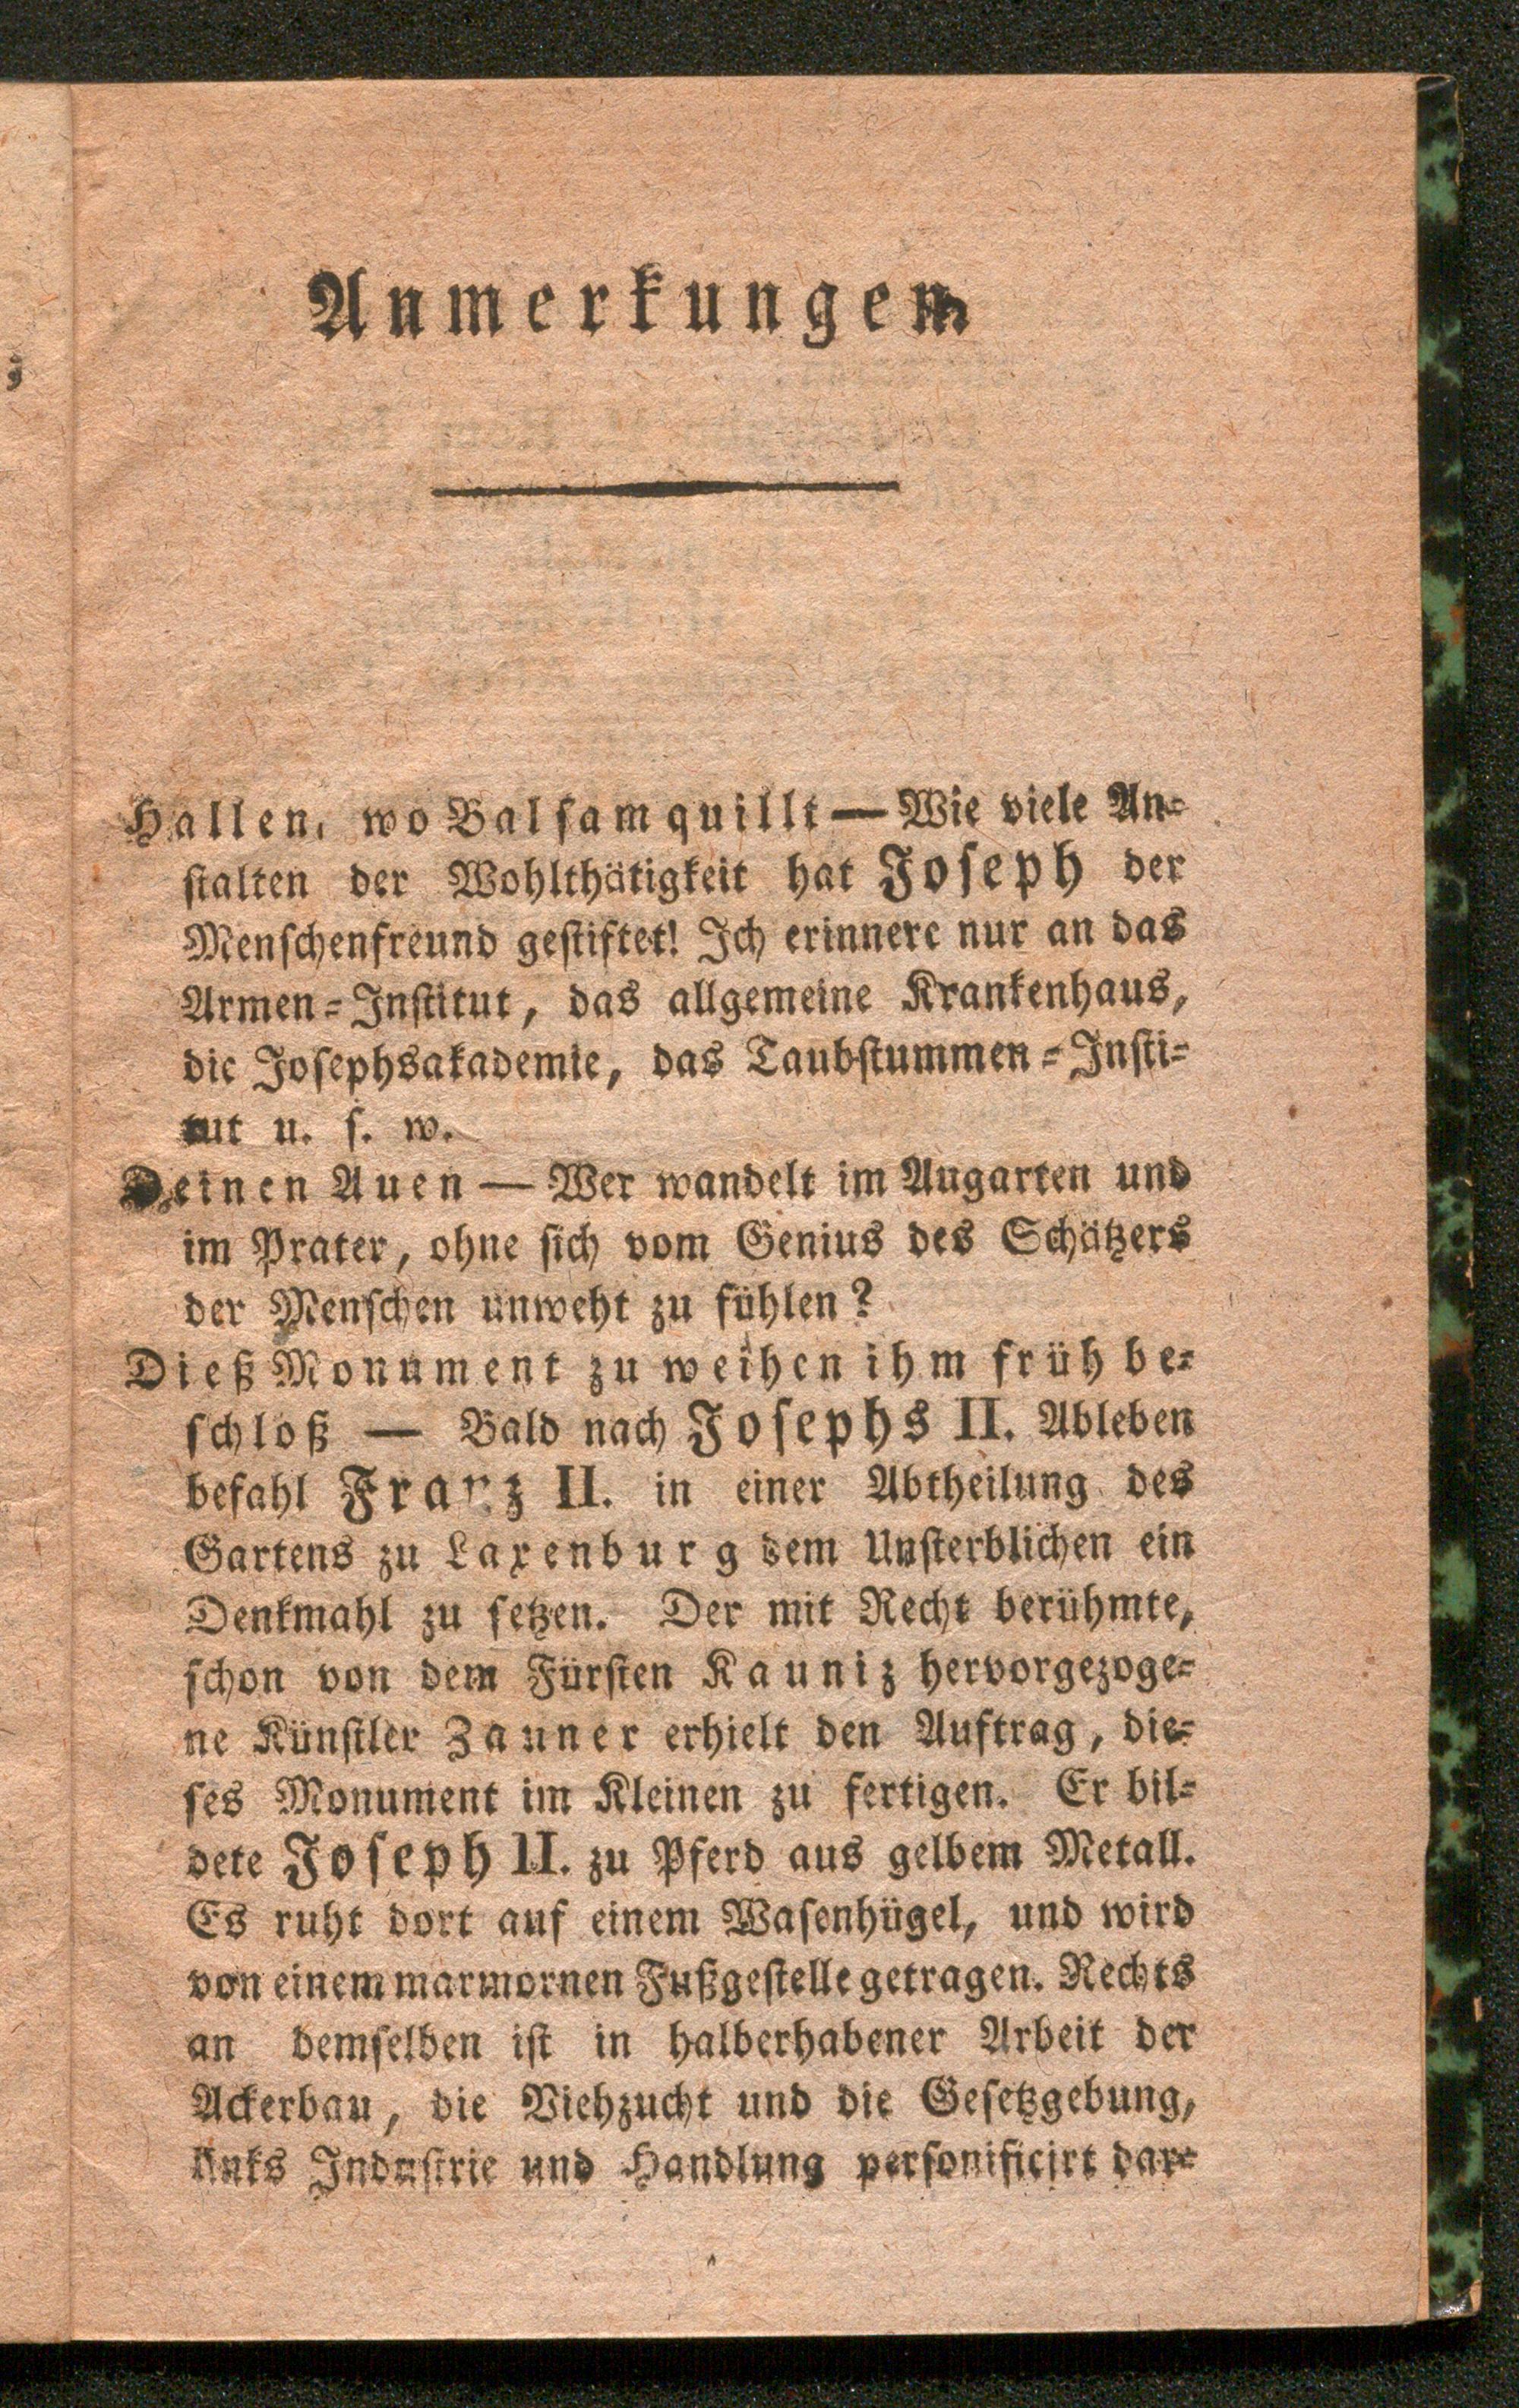 Anmerkungen
Hallen, wo Balsam quillt — Wie viele An-
stalten der Wohlthätigkeit hat Joseph der
Menschenfreund gestiftet! Ich erinnere nur an das
Armen-Institut, das allgemeine Krankenhaus,
die Josephsakademie, das Taubstummen-Insti-
tut u. s. w.
Deinen Auen — Wer wandelt im Augarten und
im Prater, ohne sich vom Genius des Schätzers
der Menschen unweht zu fühlen?
Dieß Monument zu weihen ihm früh be-
schloß — Bald nach Josephs II. Ableben
befahl Franz II. in einer Abtheilung des
Gartens zu Laxenburg dem Unsterblichen ein
Denkmahl zu setzen. Der mit Recht berühmte,
schon von dem Fürsten Kauniz hervorgezoge-
ne Künstler Zauner erhielt den Auftrag, die-
ses Monument im Kleinen zu fertigen. Er bil-
dete Joseph II. zu Pferd aus gelbem Metall.
Es ruht dort auf einem Wasenhügel, und wird
von einem marmornen Fußgestelle getragen. Rechts
an demselben ist in halberhabener Arbeit der
Ackerbau, die Viehzucht und die Gesetzgebung,
links Industrie und Handlung personificirt dar-